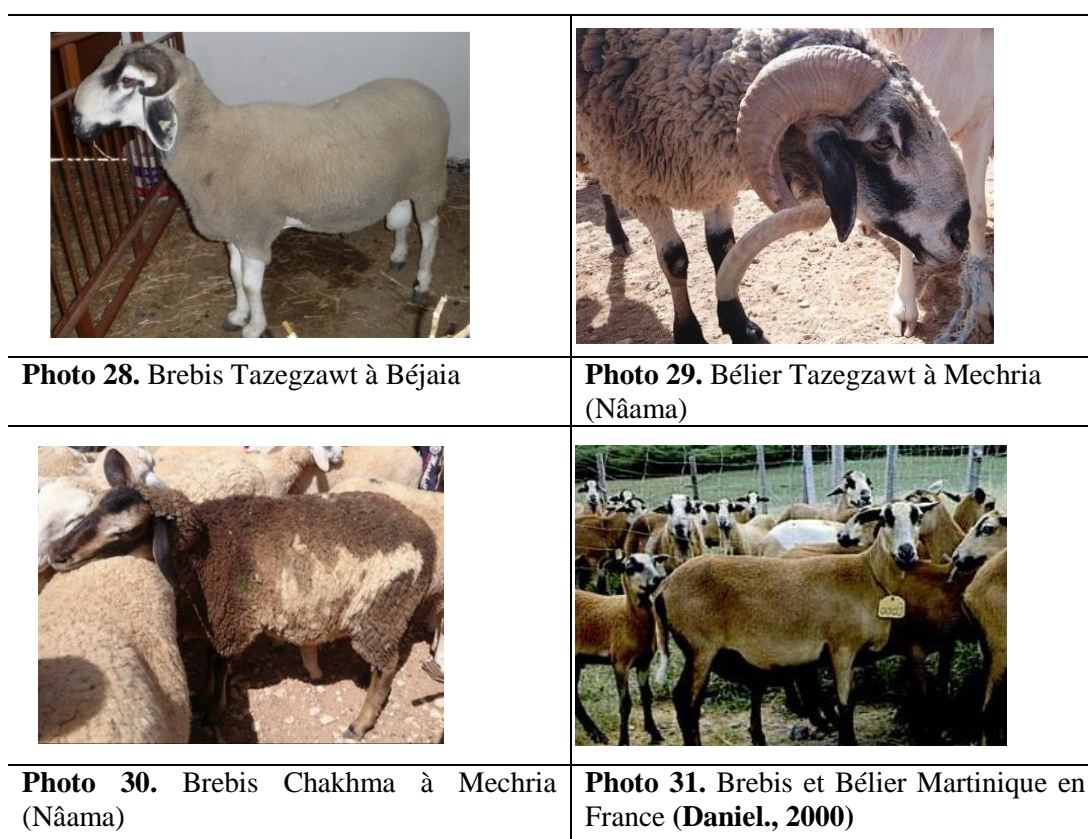 Photo 28. Brebis Tazegzawt à Béjaia
Photo 29. Bélier Tazegzawt à Mechria
(Nâama)
Photo 30. Brebis Chakhma à Mechria
(Nâama)
Photo 31. Brebis et Bélier Martinique en
France (Daniel., 2000)